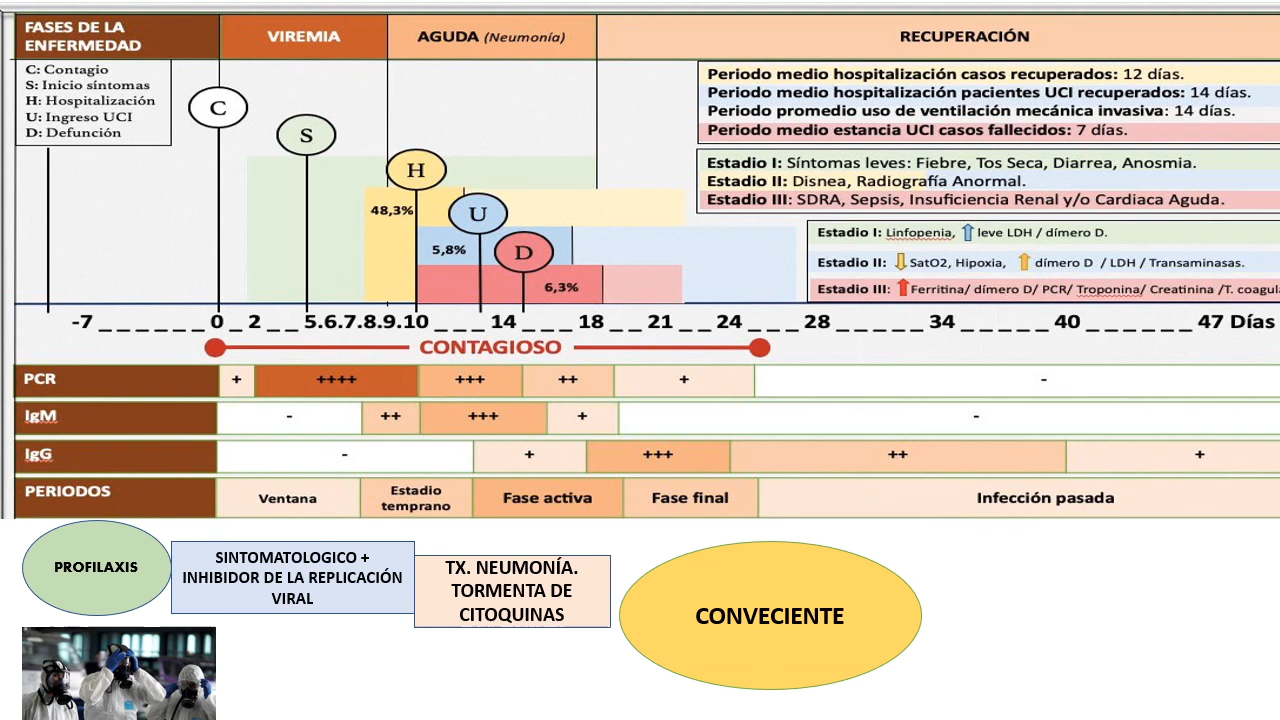 FASES DE LA
ENFERMEDAD
VIREMIA
AGUDA (Neumonía)
RECUPERACIÓN
C: Contagio
S: Inicio síntomas
H: Hospitalización
U: Ingreso UCI
D: Defunción
C
S
H
U
D
48,3%
5,8%
6,3%
Periodo medio hospitalización casos recuperados: 12 días.
Periodo medio hospitalización pacientes UCI recuperados: 14 días.
Periodo promedio uso de ventilación mecánica invasiva: 14 días.
Periodo medio estancia UCI casos fallecidos: 7 días.
Estadio I: Síntomas leves: Fiebre, Tos Seca, Diarrea, Anosmia.
Estadio II: Disnea, Radiografía Anormal.
Estadio III: SDRA, Sepsis, Insuficiencia Renal y/o Cardiaca Aguda.
Estadio I: Linfopenia, ⇧ leve LDH / dímero D.
Estadio II: ⇩ SatO2, Hipoxia, ⇧ dímero D / LDH / Transaminasas.
Estadio III: ⇧ Ferritina/ dímero D/ PCR/ Troponina/ Creatinina /T. coagula
-7 _ _ _ _ _ _ 0 _ 2 _ _ 5.6.7.8.9.10 _ _ _ 14 _ _ _ 18 _ _ 21 _ _ 24 _ _ _ 28 _ _ _ _ _ 34 _ _ _ _ _ 40 _ _ _ _ _ _ 47 Días
CONTAGIOSO
PCR + ++++ +++ ++ + -
IgM - ++ +++ + -
IgG - + +++ ++ +
PERIODOS Ventana Estadio temprano Fase activa Fase final Infección pasada
PROFILAXIS
SINTOMATOLOGICO +
INHIBIDOR DE LA REPLICACIÓN
VIRAL
TX. NEUMONÍA.
TORMENTA DE
CITOQUINAS
CONVECIENTE